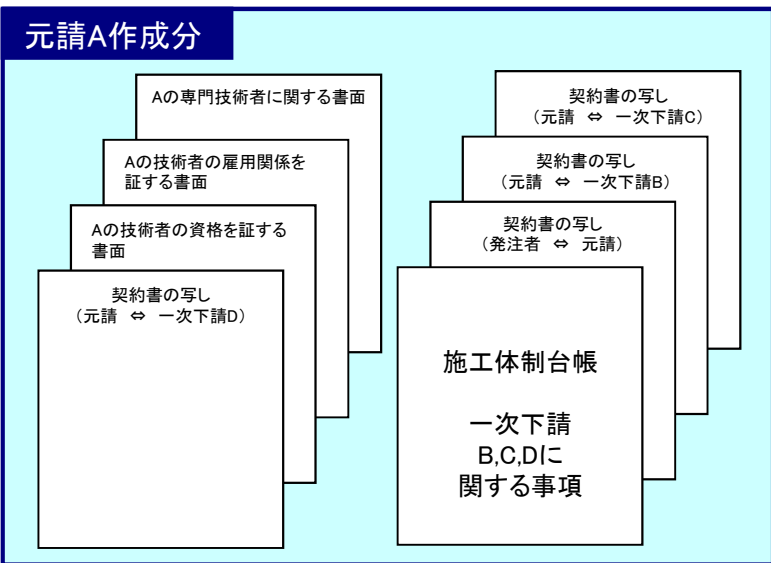 元請A作成分
Aの専門技術者に関する書面
Aの技術者の雇用関係を
証する書面
Aの技術者の資格を証する
書面
契約書の写し
（元請 ⇔ 一次下請D）
契約書の写し
（元請 ⇔ 一次下請C）
契約書の写し
（元請 ⇔ 一次下請B）
契約書の写し
（発注者 ⇔ 元請）
施工体制台帳
一次下請
B,C,Dに
関する事項